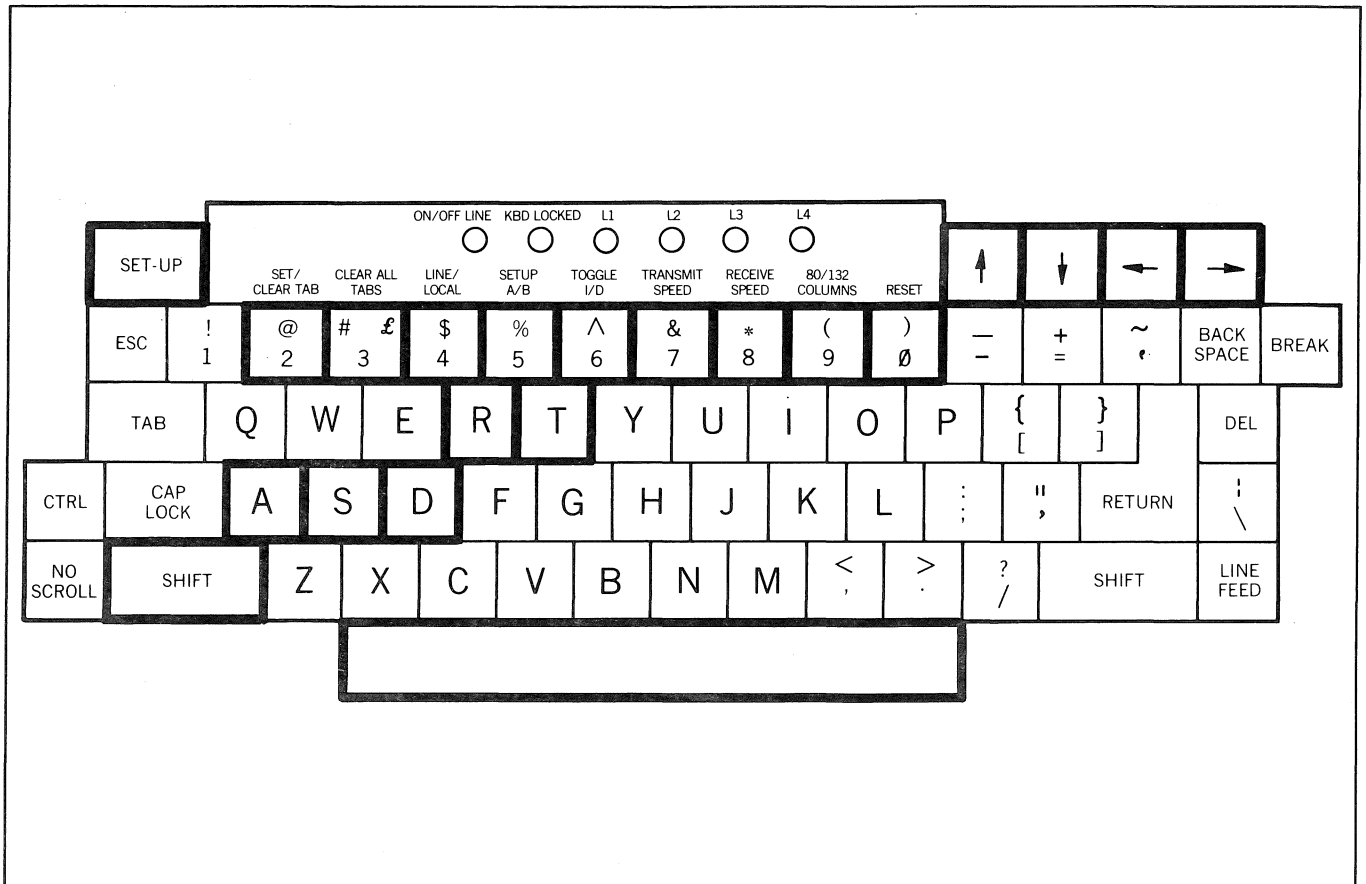 ON/OFF LINE KBD LOCKED L1 L2 L3 L4
SET-UP
SET/ CLEAR TAB
CLEAR ALL TABS
LINE/ LOCAL
SETUP A/B
TOGGLE I/D
TRANSMIT SPEED
RECEIVE SPEED
80/132 COLUMNS
RESET
↑ ↓ ← →
ESC
! 1
@ 2
# £ 3
$ 4
% 5
^ 6
& 7
* 8
( 9
) Ø
— -
+ =
~ `
BACK SPACE
BREAK
TAB
Q W E R T Y U I O P
{ [
} ]
DEL
CTRL
CAP LOCK
A S D F G H J K L
: ;
" '
RETURN
¦ \
NO SCROLL
SHIFT
Z X C V B N M
< ,
> .
? /
SHIFT
LINE FEED